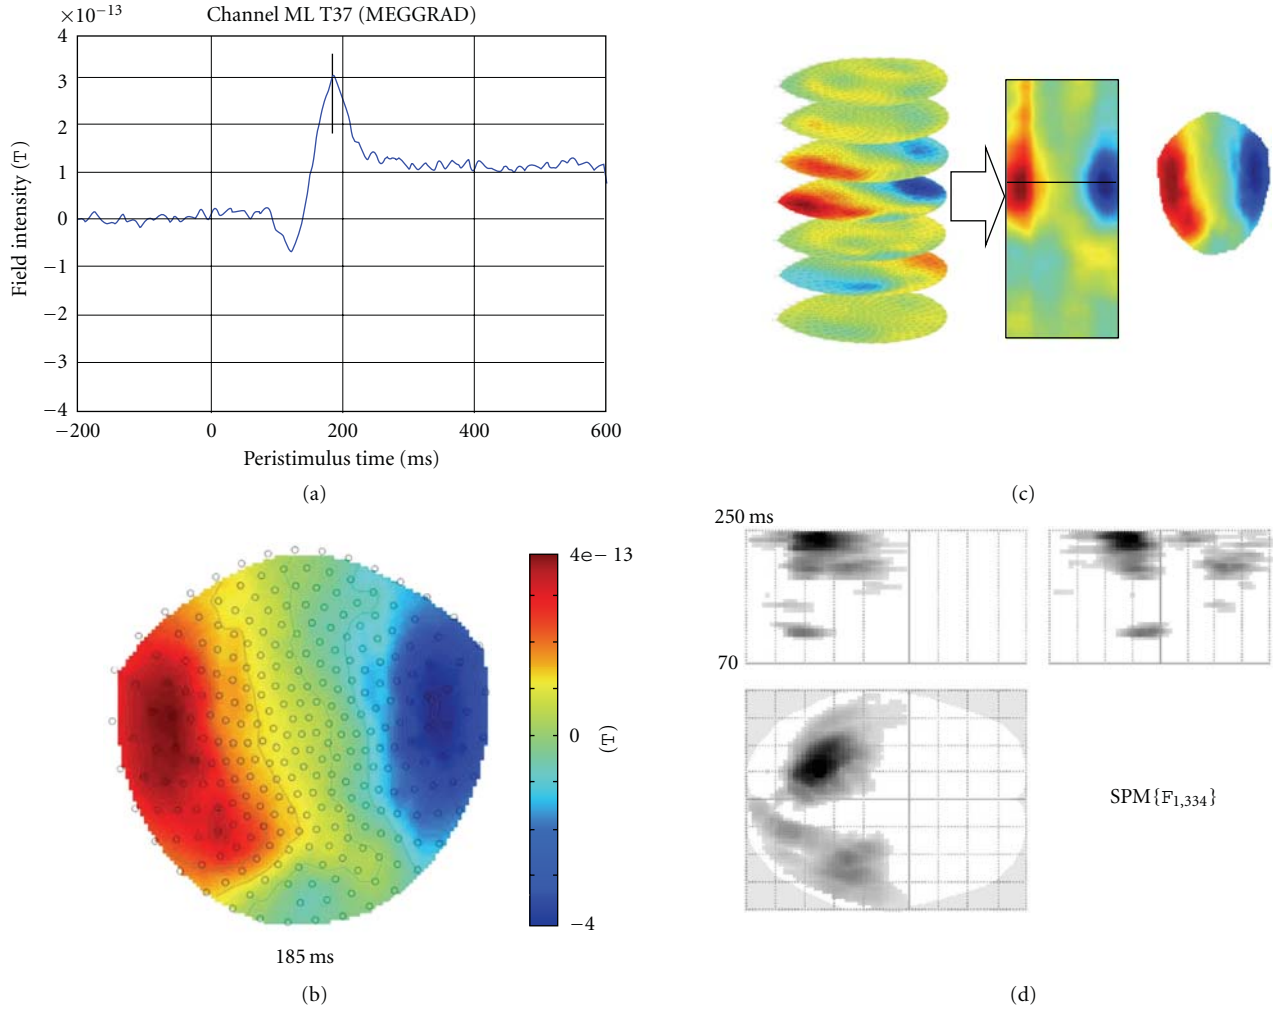 ×10−13
Channel ML T37 (MEGGRAD)
4
3
2
1
0
−1
−2
−3
−4
Field intensity (T)
−200
0
200
400
600
Peristimulus time (ms)
(a)
(c)
4e− 13
0
−4
(T)
185 ms
(b)
250 ms
70
SPM{F1,334}
(d)